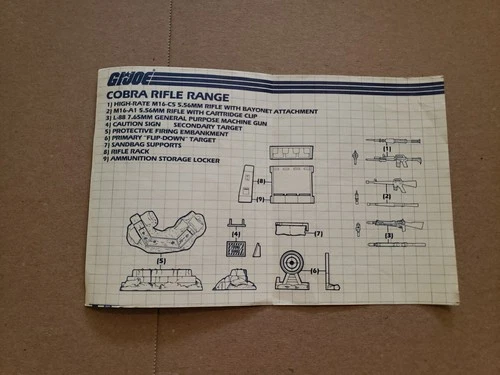 GI JOE
COBRA RIFLE RANGE
1) HIGH-RATE M16-C5 5.56MM RIFLE WITH BAYONET ATTACHMENT
2) M16-A1 5.56MM RIFLE WITH CARTRIDGE CLIP
3) L-88 7.65MM GENERAL PURPOSE MACHINE GUN
4) CAUTION SIGN SECONDARY TARGET
5) PROTECTIVE FIRING EMBANKMENT
6) PRIMARY "FLIP-DOWN" TARGET
7) SANDBAG SUPPORTS
8) RIFLE RACK
9) AMMUNITION STORAGE LOCKER
(1)
(8)
(2)
(9)
(4)
(7)
(3)
(5)
(6)